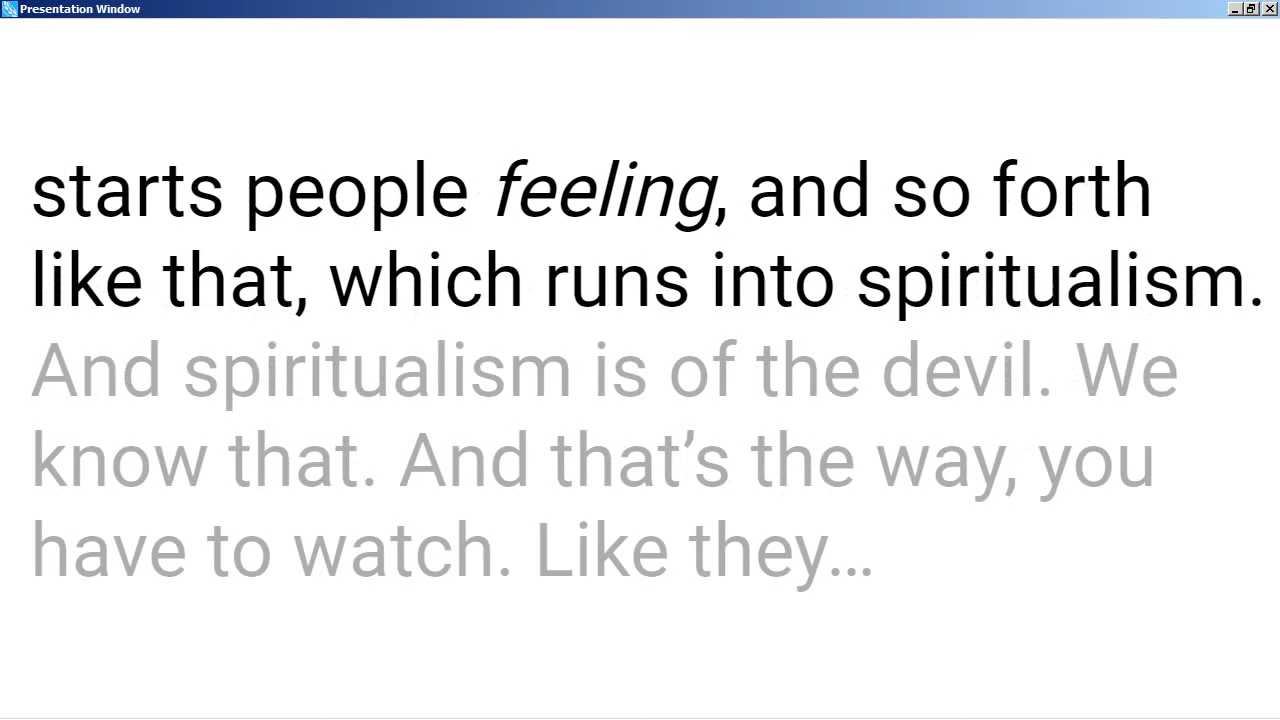 Presentation Window
starts people feeling, and so forth
like that, which runs into spiritualism.
And spiritualism is of the devil. We
know that. And that’s the way, you
have to watch. Like they…